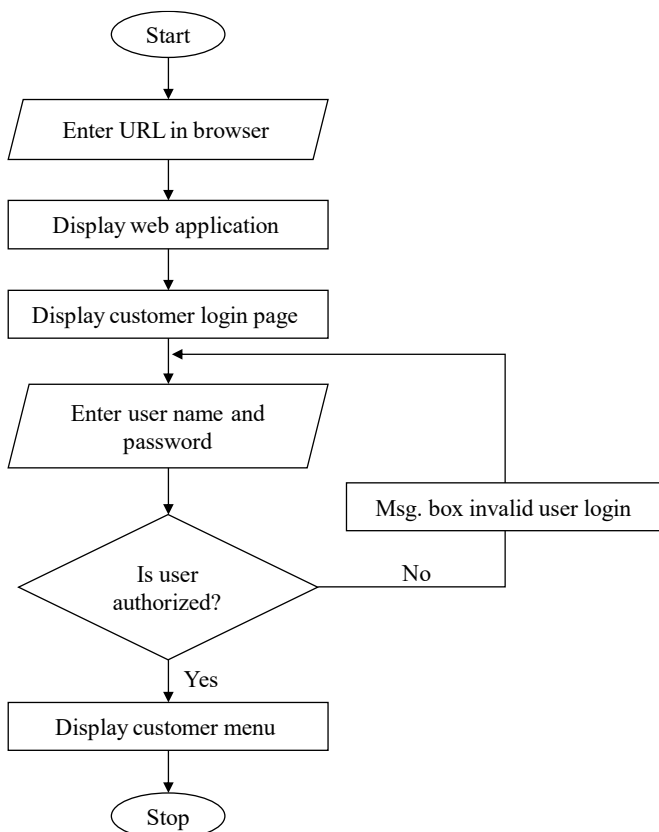 Start
Enter URL in browser
Display web application
Display customer login page
Enter user name and
password
Msg. box invalid user login
Is user
authorized?
No
Yes
Display customer menu
Stop